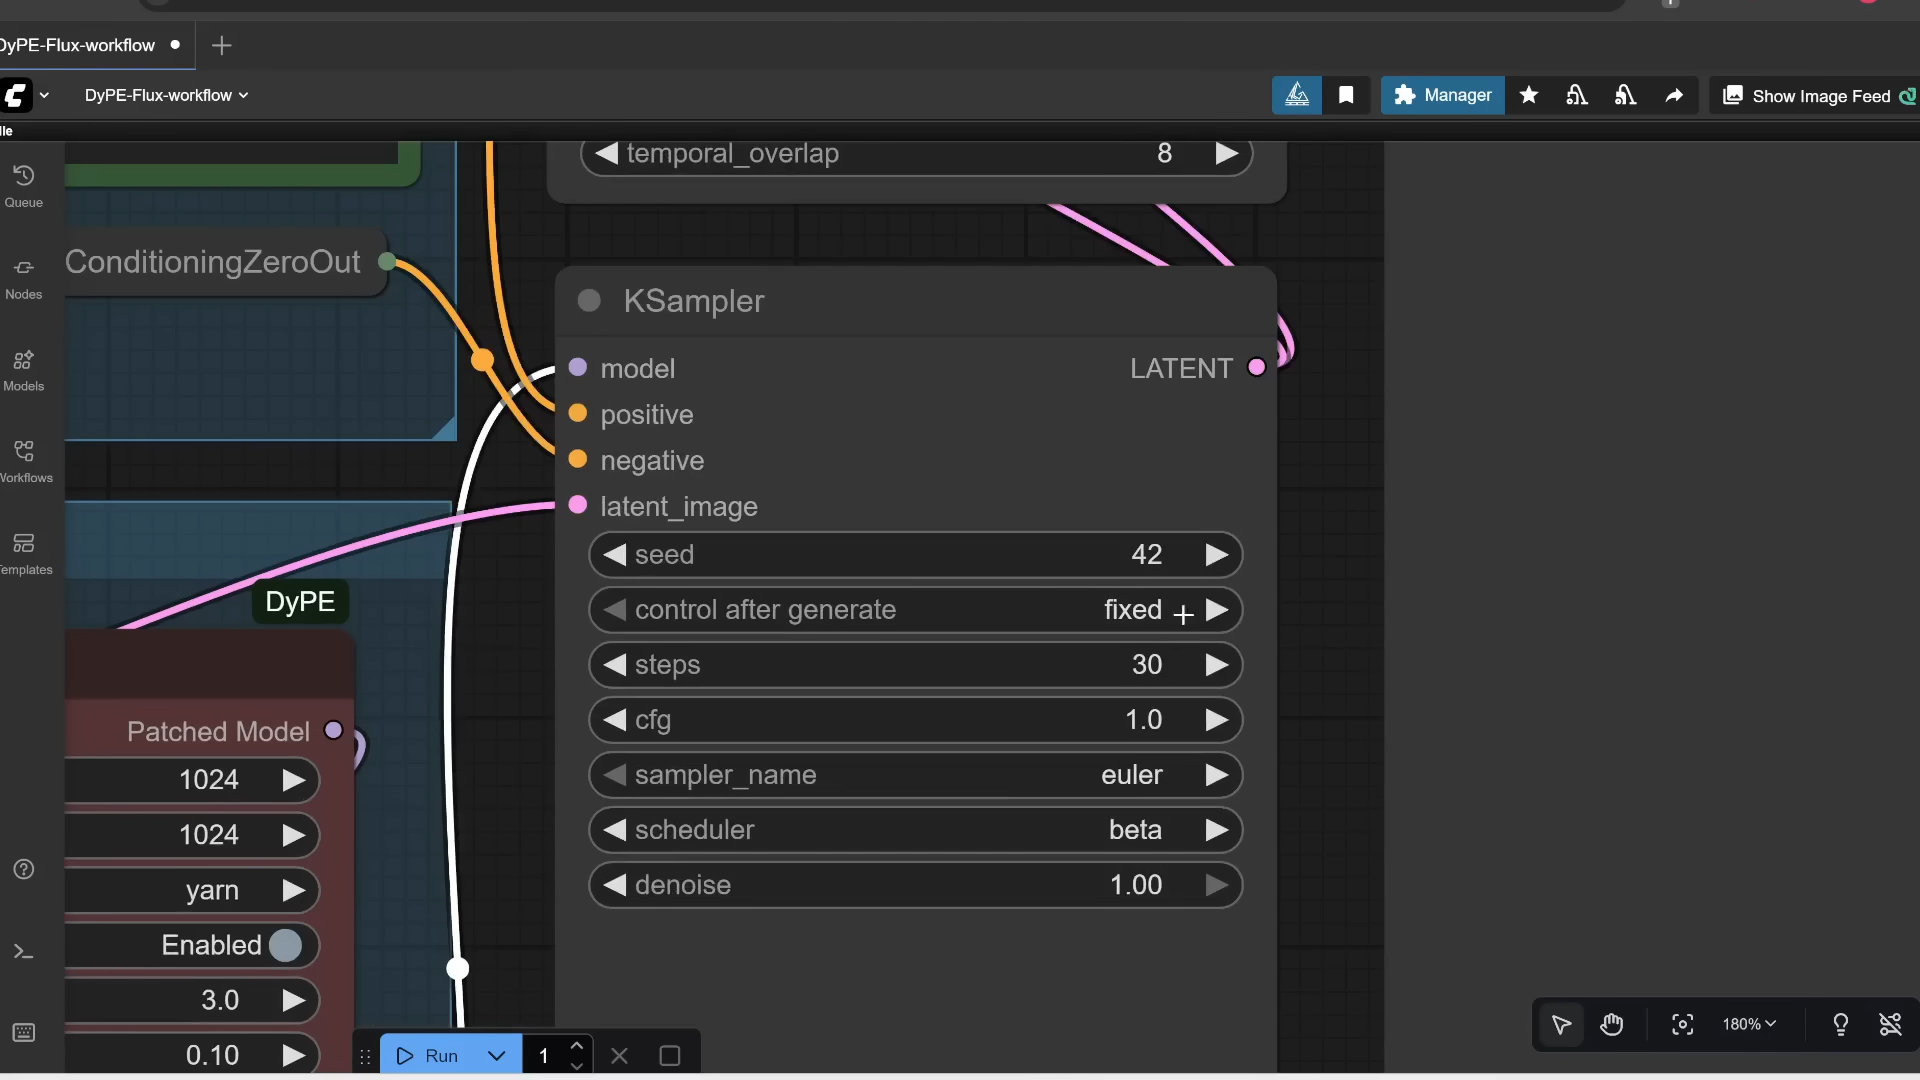 DyPE-Flux-workflow
DyPE-Flux-workflow
Manager
Show Image Feed
temporal_overlap 8
Queue
Nodes
Models
Workflows
Templates
ConditioningZeroOut
KSampler
model LATENT
positive
negative
latent_image
seed 42
control after generate fixed
steps 30
cfg 1.0
sampler_name euler
scheduler beta
denoise 1.00
DyPE
Patched Model
1024
1024
yarn
Enabled
3.0
0.10
Run 1
180%